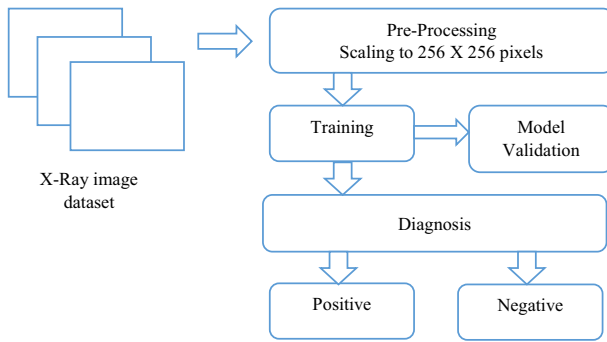 Pre-Processing
Scaling to 256 X 256 pixels
Training
Model
Validation
X-Ray image
dataset
Diagnosis
Positive
Negative